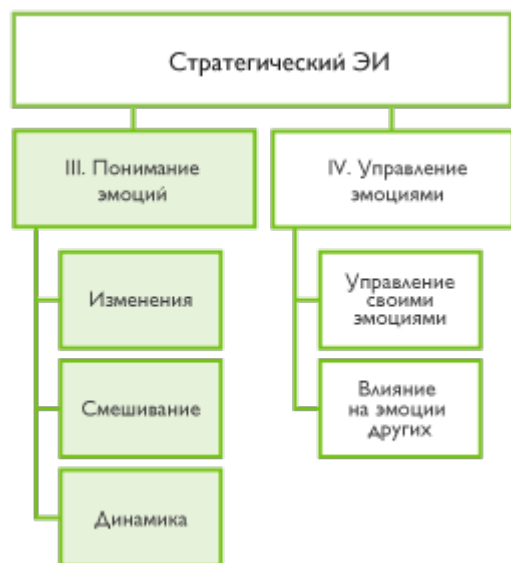 Стратегический ЭИ
III. Понимание
эмоций
IV. Управление
эмоциями
Изменения
Управление
своими
эмоциями
Смешивание
Влияние
на эмоции
других
Динамика